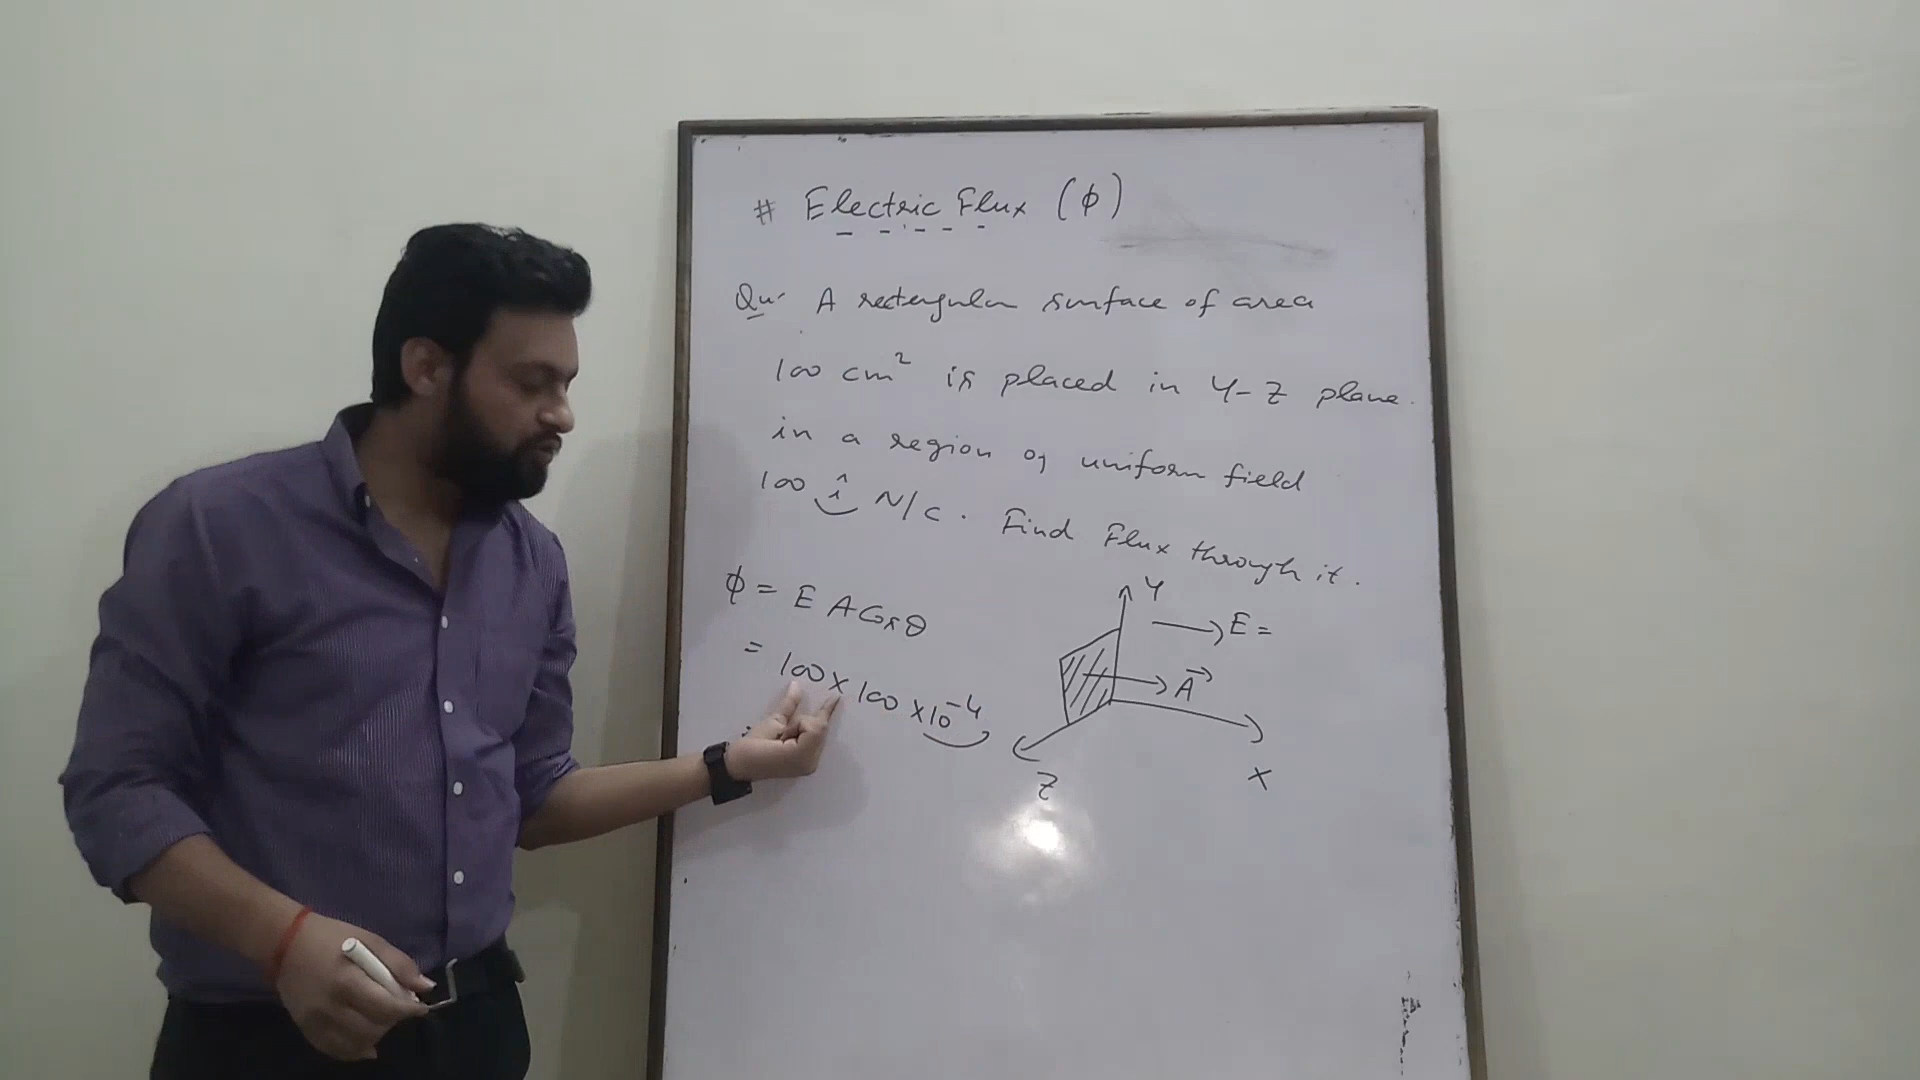 # Electric Flux (ϕ)
Qu: A rectangular surface of area
100 cm² is placed in Y-Z plane.
in a region of uniform field
100 î N/C. Find Flux through it.
ϕ = E A Cosθ
= 100 × 100 × 10⁻⁴
=
Y
E =
A⃗
X
Z